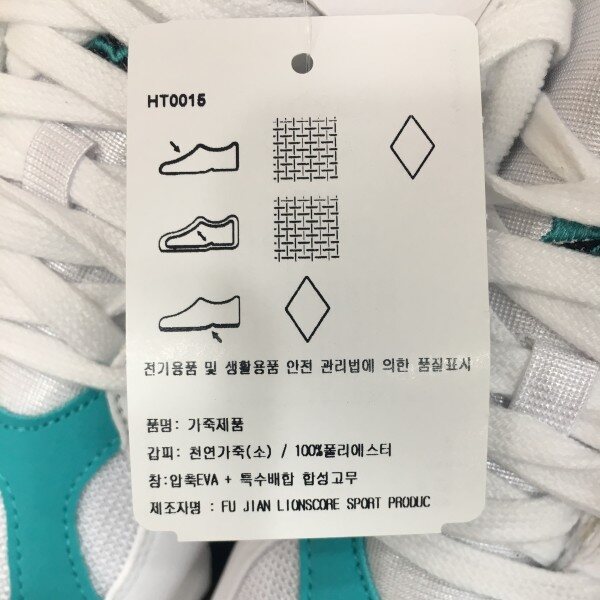 HT0015
전기용품 및 생활용품 안전 관리법에 의한 품질표시
품명: 가죽제품
갑피: 천연가죽(소) / 100%폴리에스터
창:압축EVA + 특수배합 합성고무
제조자명 : FU JIAN LIONSCORE SPORT PRODUC